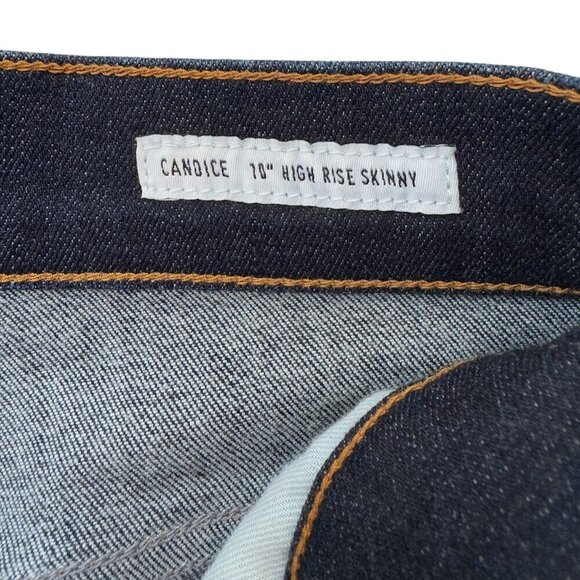 CANDICE 10" HIGH RISE SKINNY